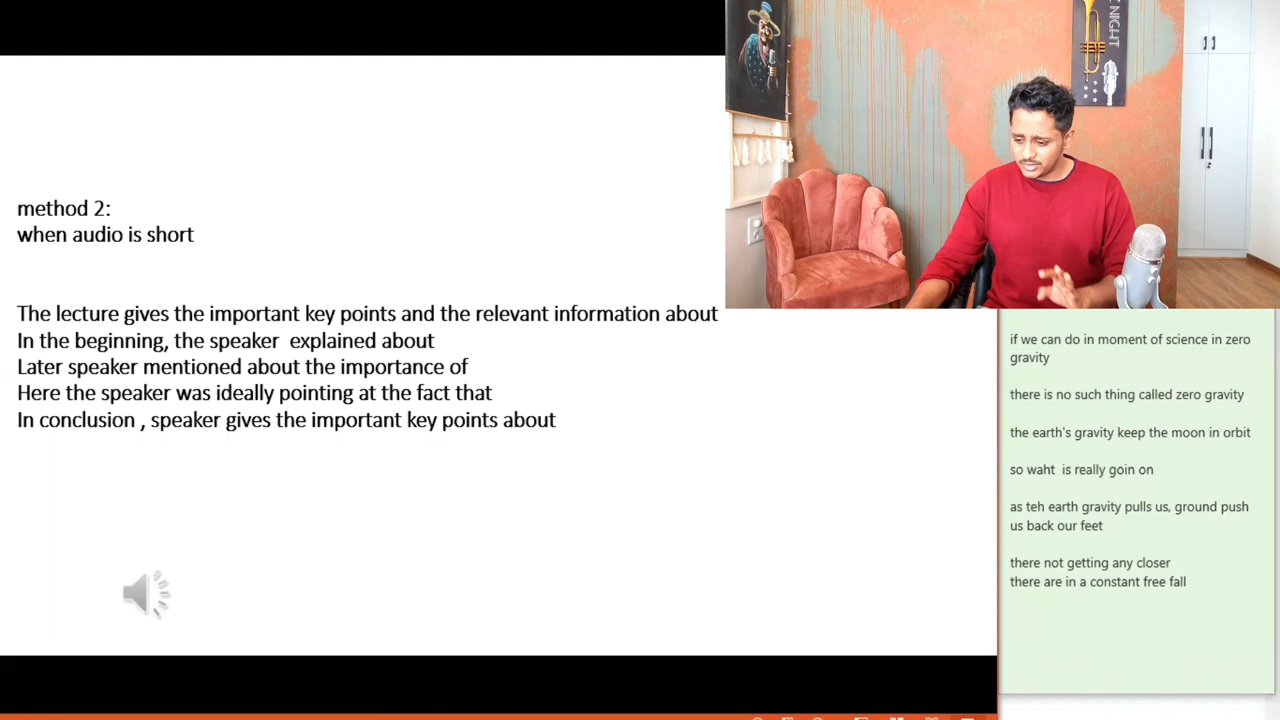 method 2:
when audio is short
The lecture gives the important key points and the relevant information about
In the beginning, the speaker explained about
Later speaker mentioned about the importance of
Here the speaker was ideally pointing at the fact that
In conclusion , speaker gives the important key points about
NIGHT
if we can do in moment of science in zero
gravity
there is no such thing called zero gravity
the earth's gravity keep the moon in orbit
so waht is really goin on
as teh earth gravity pulls us, ground push
us back our feet
there not getting any closer
there are in a constant free fall